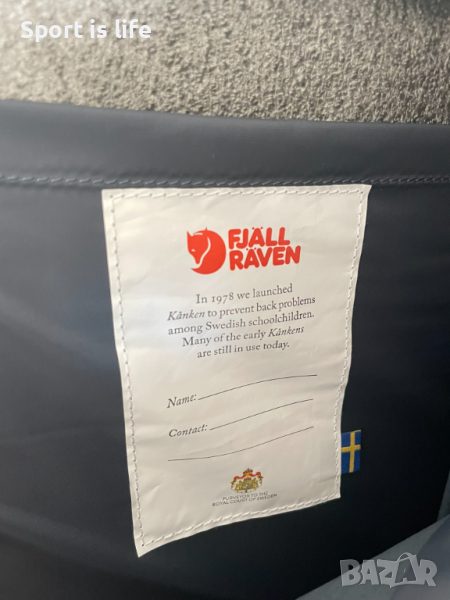 Sport is life
FJÄLL
RÄVEN
In 1978 we launched
Kånken to prevent back problems
among Swedish schoolchildren.
Many of the early Kånkens
are still in use today.
Name:
Contact:
PURVEYOR TO THE
ROYAL COURT OF SWEDEN
BAZAR